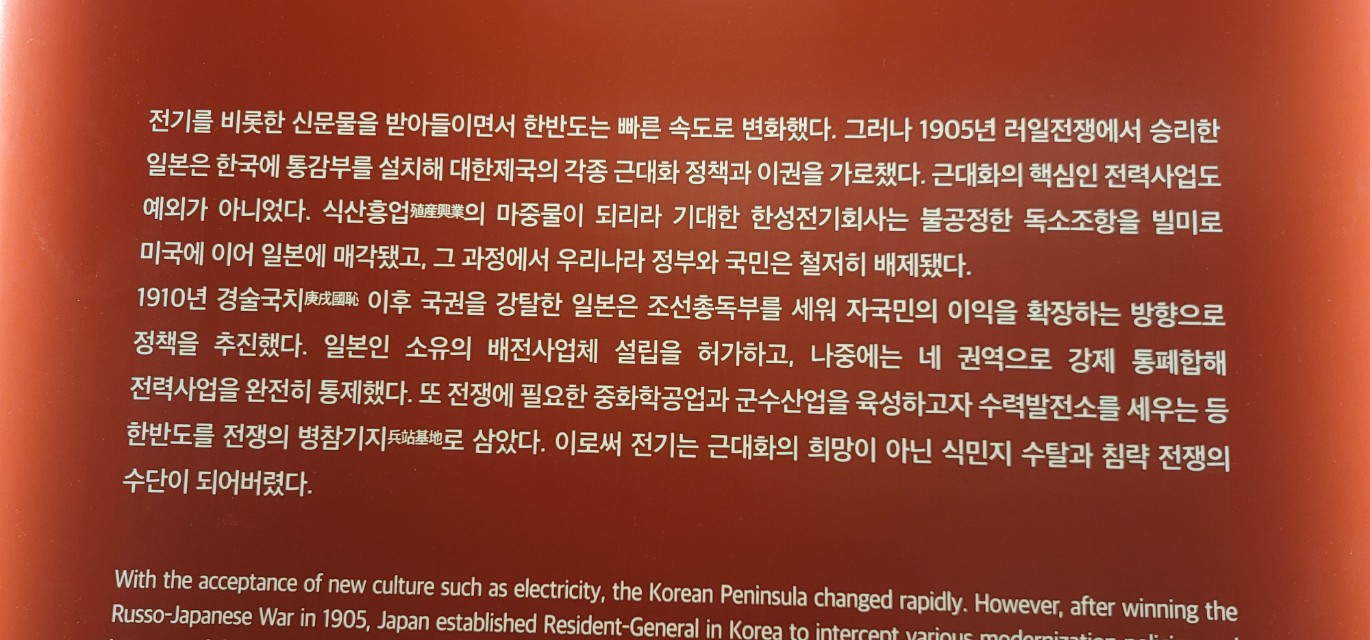 전기를 비롯한 신문물을 받아들이면서 한반도는 빠른 속도로 변화했다. 그러나 1905년 러일전쟁에서 승리한
일본은 한국에 통감부를 설치해 대한제국의 각종 근대화 정책과 이권을 가로챘다. 근대화의 핵심인 전력사업도
예외가 아니었다. 식산흥업殖産興業의 마중물이 되리라 기대한 한성전기회사는 불공정한 독소조항을 빌미로
미국에 이어 일본에 매각됐고, 그 과정에서 우리나라 정부와 국민은 철저히 배제됐다.
1910년 경술국치庚戌國恥 이후 국권을 강탈한 일본은 조선총독부를 세워 자국민의 이익을 확장하는 방향으로
정책을 추진했다. 일본인 소유의 배전사업체 설립을 허가하고, 나중에는 네 권역으로 강제 통폐합해
전력사업을 완전히 통제했다. 또 전쟁에 필요한 중화학공업과 군수산업을 육성하고자 수력발전소를 세우는 등
한반도를 전쟁의 병참기지兵站基地로 삼았다. 이로써 전기는 근대화의 희망이 아닌 식민지 수탈과 침략 전쟁의
수단이 되어버렸다.
With the acceptance of new culture such as electricity, the Korean Peninsula changed rapidly. However, after winning the
Russo-Japanese War in 1905, Japan established Resident-General in Korea to intercept various modernization